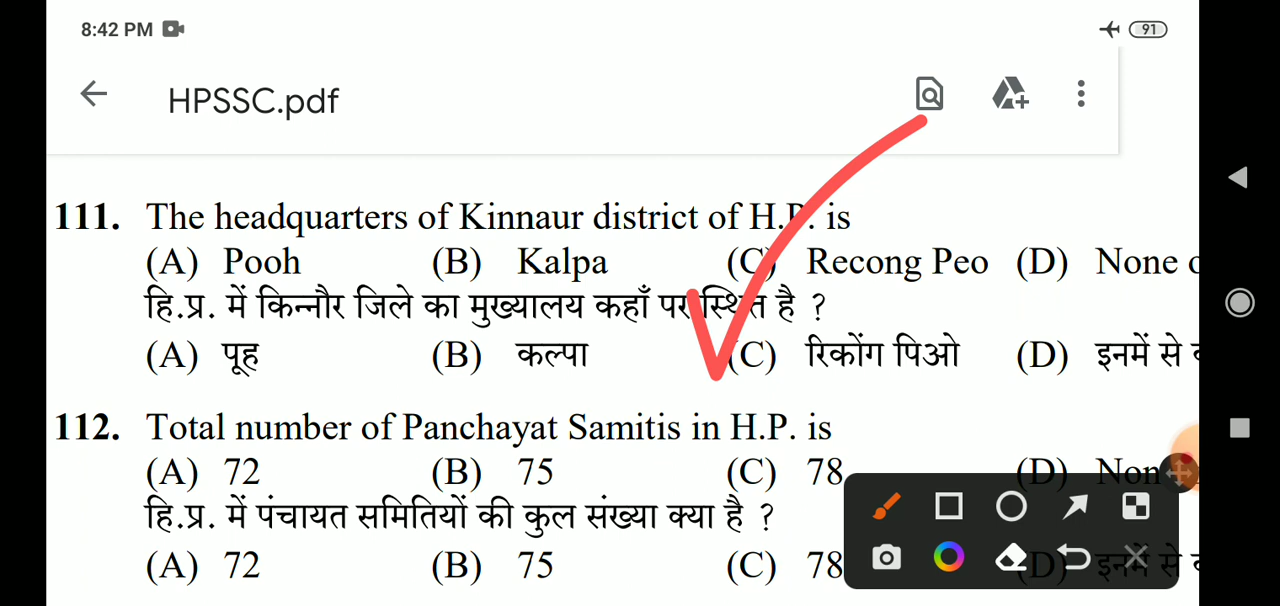 8:42 PM 91
HPSSC.pdf
111. The headquarters of Kinnaur district of H.P. is
(A) Pooh (B) Kalpa (C) Recong Peo (D) None
हि.प्र. में किन्नौर जिले का मुख्यालय कहाँ पर स्थित है ?
(A) पूह (B) कल्पा (C) रिकोंग पिओ (D) इनमें से
112. Total number of Panchayat Samitis in H.P. is
(A) 72 (B) 75 (C) 78 (D) Non
हि.प्र. में पंचायत समितियों की कुल संख्या क्या है ?
(A) 72 (B) 75 (C) 78 (D) इनमें से